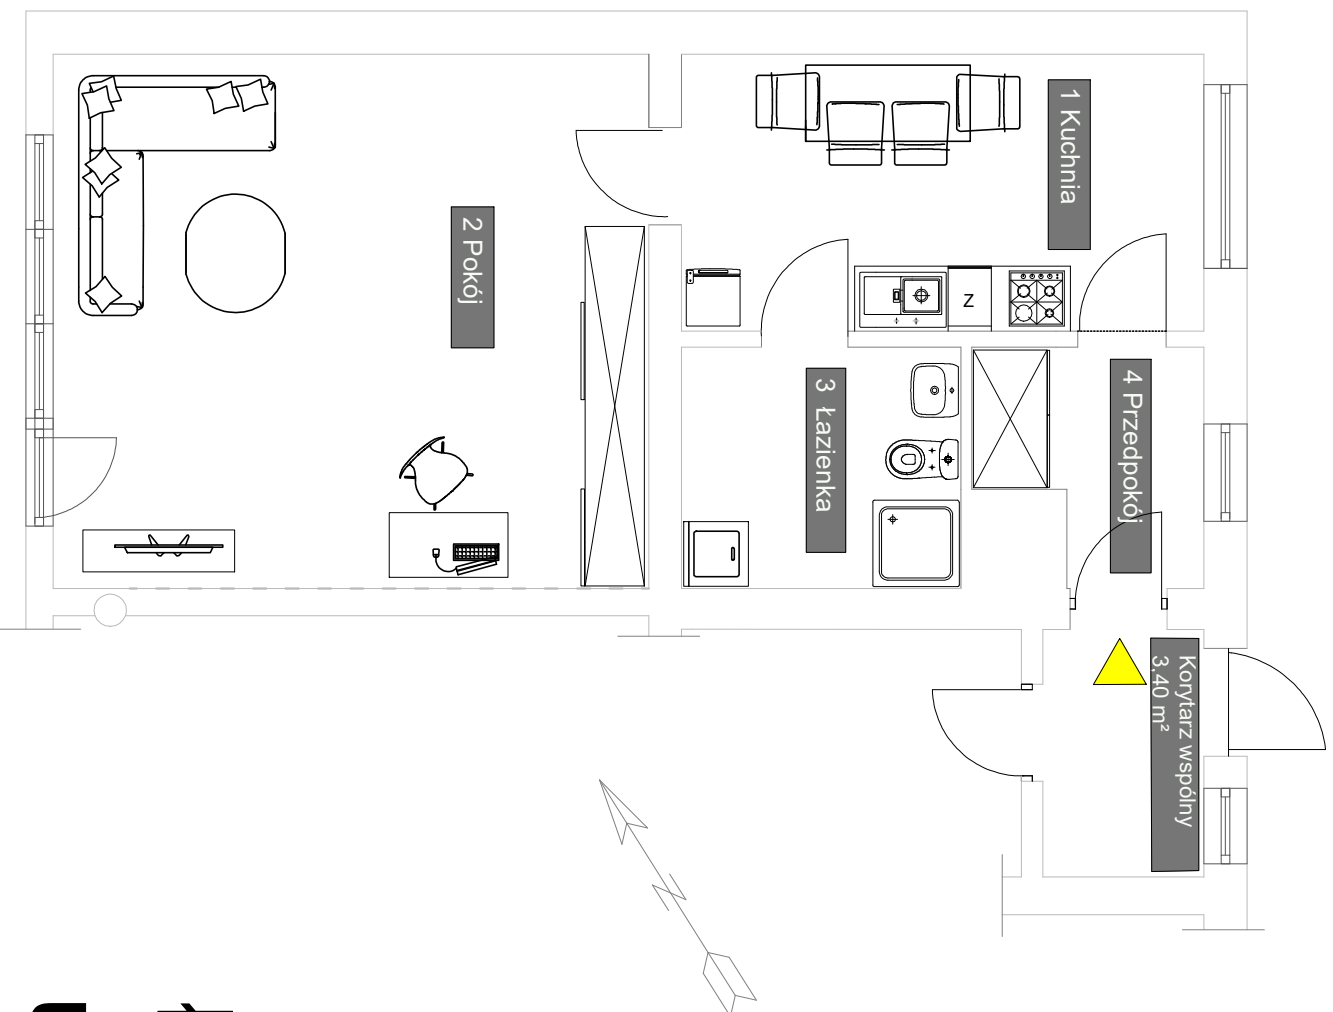 1 Kuchnia
2 Pokój
Z
3 Łazienka
4 Przedpokój
Korytarz wspólny
3,40 m²
N